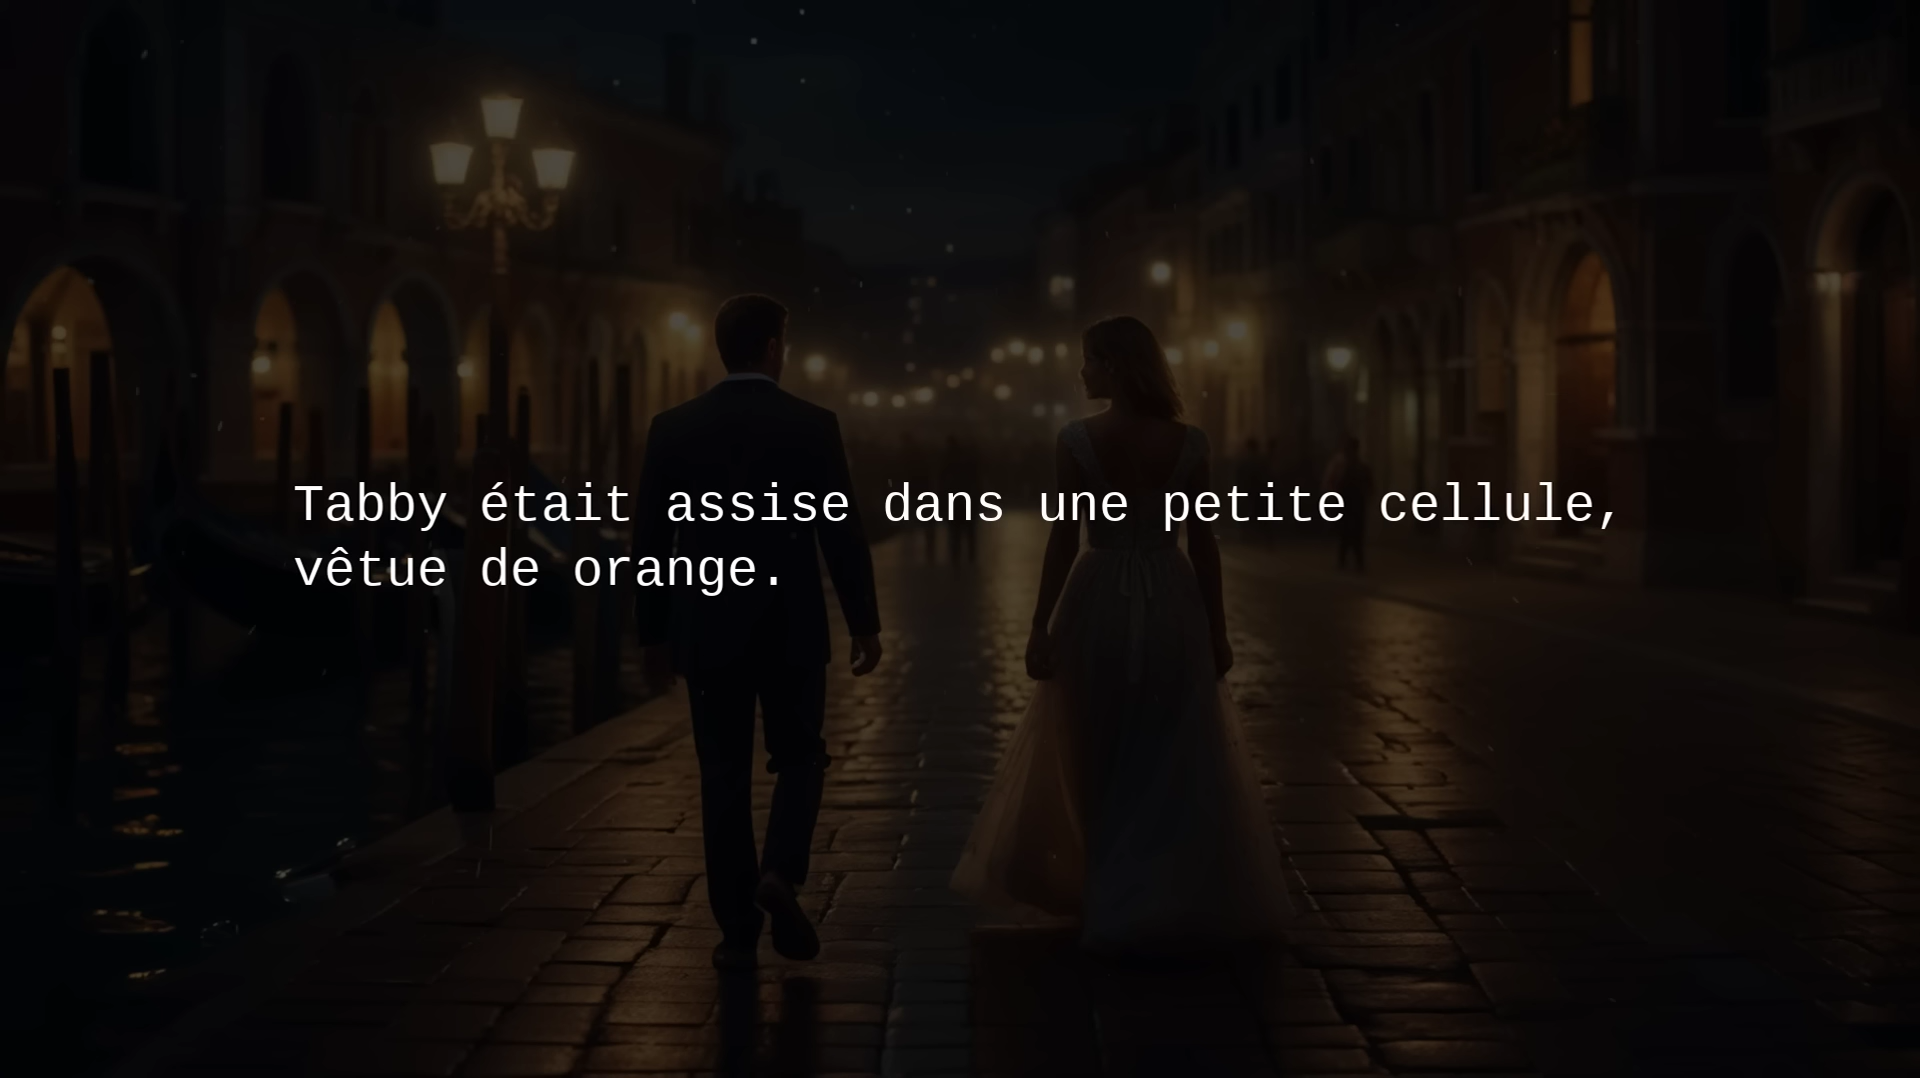 Tabby était assise dans une petite cellule,
vêtue de orange.